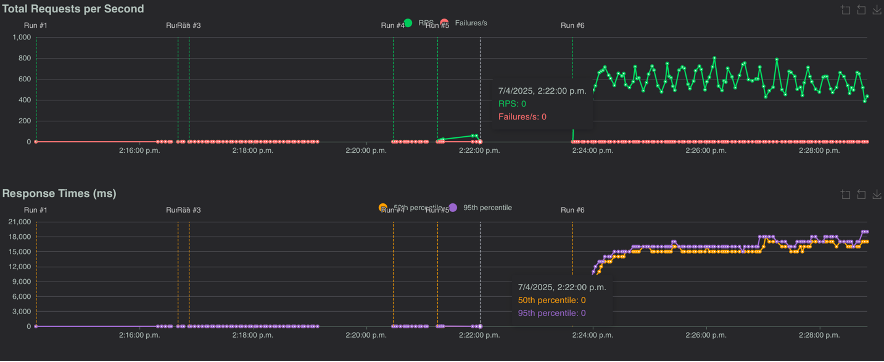 Total Requests per Second
RPS Failures/s
Run #1 Run #3 Run #4 Run #5 Run #6
1,000
800
600
400
200
0
7/4/2025, 2:22:00 p.m.
RPS: 0
Failures/s: 0
2:16:00 p.m. 2:18:00 p.m. 2:20:00 p.m. 2:22:00 p.m. 2:24:00 p.m. 2:26:00 p.m. 2:28:00 p.m.
Response Times (ms)
50th percentile 95th percentile
Run #1 Run #3 Run #4 Run #5 Run #6
21,000
18,000
15,000
12,000
9,000
6,000
3,000
0
7/4/2025, 2:22:00 p.m.
50th percentile: 0
95th percentile: 0
2:16:00 p.m. 2:18:00 p.m. 2:20:00 p.m. 2:22:00 p.m. 2:24:00 p.m. 2:26:00 p.m. 2:28:00 p.m.